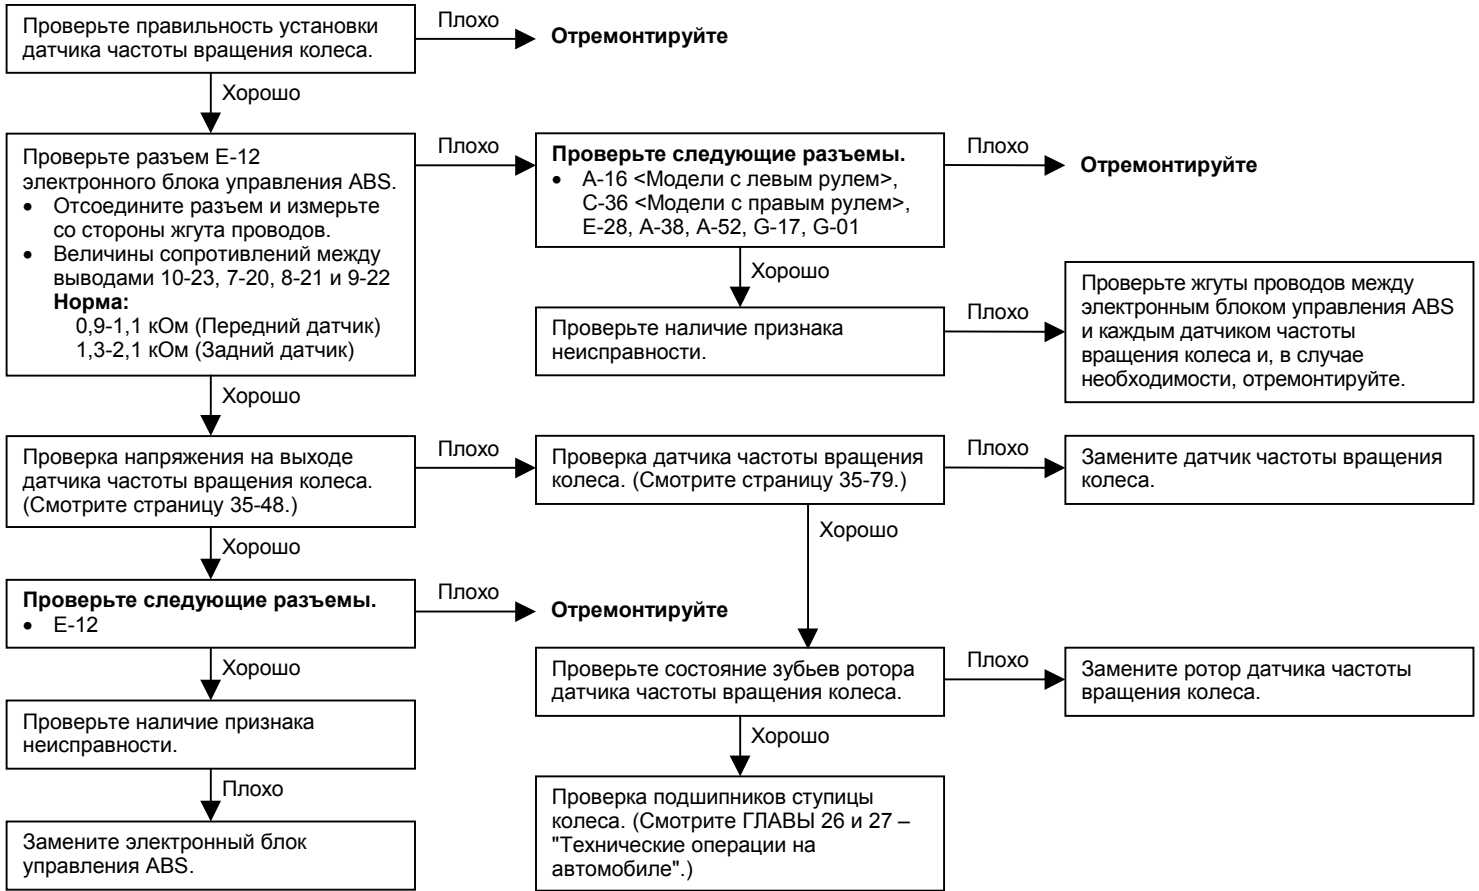 Проверьте правильность установки
датчика частоты вращения колеса.
Плохо
Отремонтируйте
Хорошо
Проверьте разъем E-12
электронного блока управления ABS.
• Отсоедините разъем и измерьте
со стороны жгута проводов.
• Величины сопротивлений между
выводами 10-23, 7-20, 8-21 и 9-22
Норма:
0,9-1,1 кОм (Передний датчик)
1,3-2,1 кОм (Задний датчик)
Плохо
Проверьте следующие разъемы.
• A-16 <Модели с левым рулем>,
C-36 <Модели с правым рулем>,
E-28, A-38, A-52, G-17, G-01
Плохо
Отремонтируйте
Хорошо
Проверьте наличие признака
неисправности.
Плохо
Проверьте жгуты проводов между
электронным блоком управления ABS
и каждым датчиком частоты
вращения колеса и, в случае
необходимости, отремонтируйте.
Хорошо
Проверка напряжения на выходе
датчика частоты вращения колеса.
(Смотрите страницу 35-48.)
Плохо
Проверка датчика частоты вращения
колеса. (Смотрите страницу 35-79.)
Плохо
Замените датчик частоты вращения
колеса.
Хорошо
Хорошо
Проверьте следующие разъемы.
• E-12
Плохо
Отремонтируйте
Хорошо
Проверьте состояние зубьев ротора
датчика частоты вращения колеса.
Плохо
Замените ротор датчика частоты
вращения колеса.
Проверьте наличие признака
неисправности.
Хорошо
Плохо
Проверка подшипников ступицы
колеса. (Смотрите ГЛАВЫ 26 и 27 –
"Технические операции на
автомобиле".)
Замените электронный блок
управления ABS.